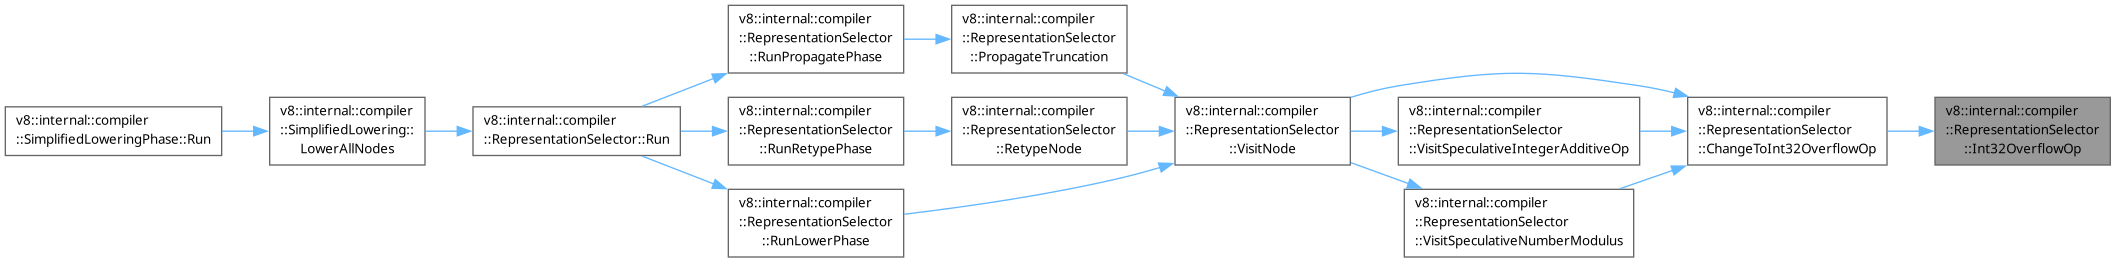 v8::internal::compiler
::SimplifiedLoweringPhase::Run
v8::internal::compiler
::SimplifiedLowering::
LowerAllNodes
v8::internal::compiler
::RepresentationSelector::Run
v8::internal::compiler
::RepresentationSelector
::RunPropagatePhase
v8::internal::compiler
::RepresentationSelector
::RunRetypePhase
v8::internal::compiler
::RepresentationSelector
::RunLowerPhase
v8::internal::compiler
::RepresentationSelector
::PropagateTruncation
v8::internal::compiler
::RepresentationSelector
::RetypeNode
v8::internal::compiler
::RepresentationSelector
::VisitNode
v8::internal::compiler
::RepresentationSelector
::VisitSpeculativeIntegerAdditiveOp
v8::internal::compiler
::RepresentationSelector
::VisitSpeculativeNumberModulus
v8::internal::compiler
::RepresentationSelector
::ChangeToInt32OverflowOp
v8::internal::compiler
::RepresentationSelector
::Int32OverflowOp